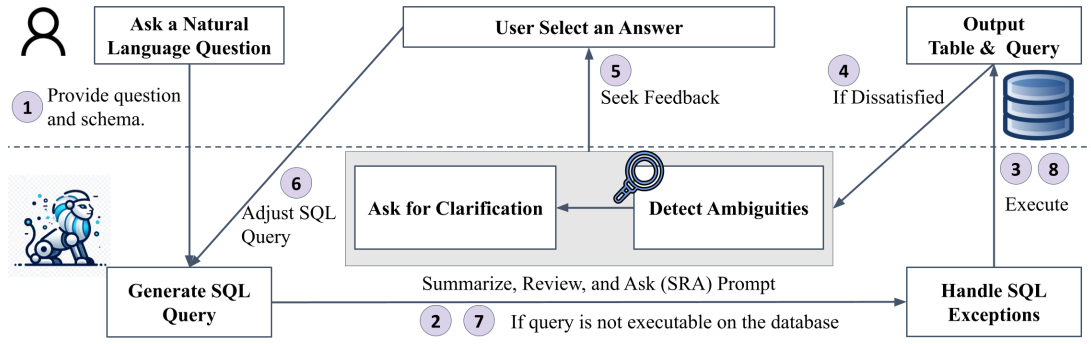 Ask a Natural
Language Question
User Select an Answer
Output
Table & Query
1
Provide question
and schema.
5
Seek Feedback
4
If Dissatisfied
6
Adjust SQL
Query
Ask for Clarification
Detect Ambiguities
3
8
Execute
Summarize, Review, and Ask (SRA) Prompt
Generate SQL
Query
2
7
If query is not executable on the database
Handle SQL
Exceptions